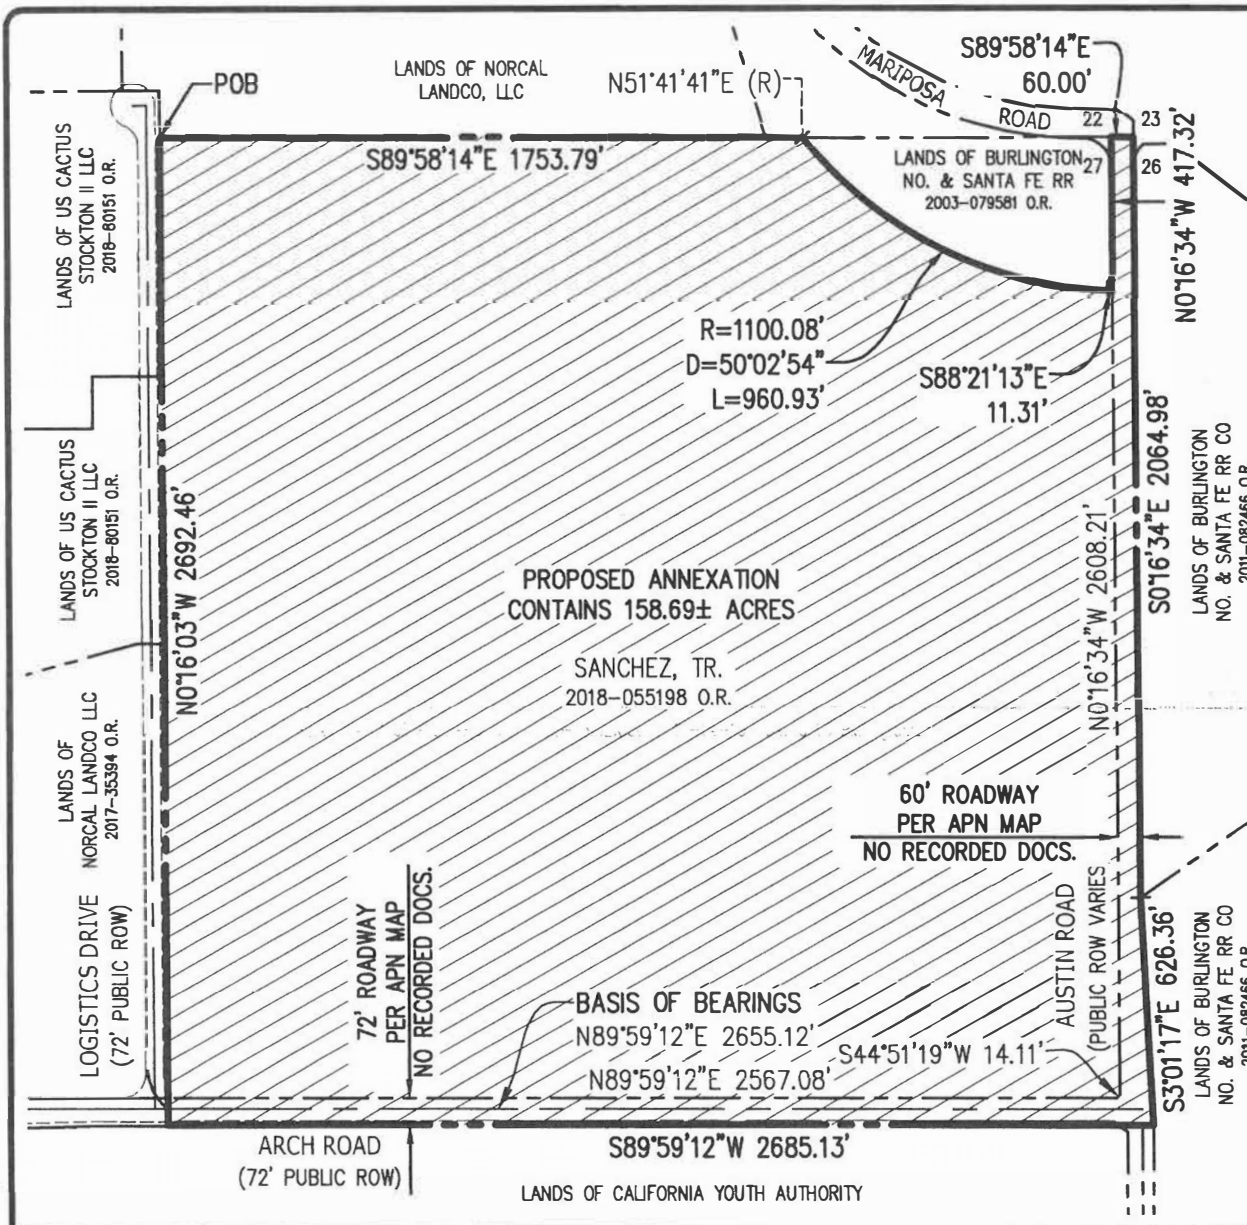 POB
LANDS OF NORCAL
LANDCO, LLC
N51°41'41"E (R)
MARIPOSA
ROAD
S89°58'14"E
60.00'
22
23
27
26
S89°58'14"E 1753.79'
LANDS OF BURLINGTON
NO. & SANTA FE RR
2003-079581 O.R.
N0°16'34"W 417.32'
LANDS OF US CACTUS
STOCKTON II LLC
2018-80151 O.R.
R=1100.08'
D=50°02'54"
L=960.93'
S88°21'13"E
11.31'
S0°16'34"E 2064.98'
LANDS OF BURLINGTON
NO. & SANTA FE RR CO
2011-082466 O.R.
LANDS OF US CACTUS
STOCKTON II LLC
2018-80151 O.R.
N0°16'03"W 2692.46'
PROPOSED ANNEXATION
CONTAINS 158.69± ACRES
SANCHEZ, TR.
2018-055198 O.R.
N0°16'34"W 2608.21'
LANDS OF
NORCAL LANDCO LLC
2017-35394 O.R.
60' ROADWAY
PER APN MAP
NO RECORDED DOCS.
LOGISTICS DRIVE
(72' PUBLIC ROW)
72' ROADWAY
PER APN MAP
NO RECORDED DOCS.
AUSTIN ROAD
(PUBLIC ROW VARIES
S3°01'17"E 626.36'
LANDS OF BURLINGTON
NO. & SANTA FE RR CO
2011-082466 O.R.
BASIS OF BEARINGS
N89°59'12"E 2655.12'
N89°59'12"E 2567.08'
S44°51'19"W 14.11'
ARCH ROAD
(72' PUBLIC ROW)
S89°59'12"W 2685.13'
LANDS OF CALIFORNIA YOUTH AUTHORITY